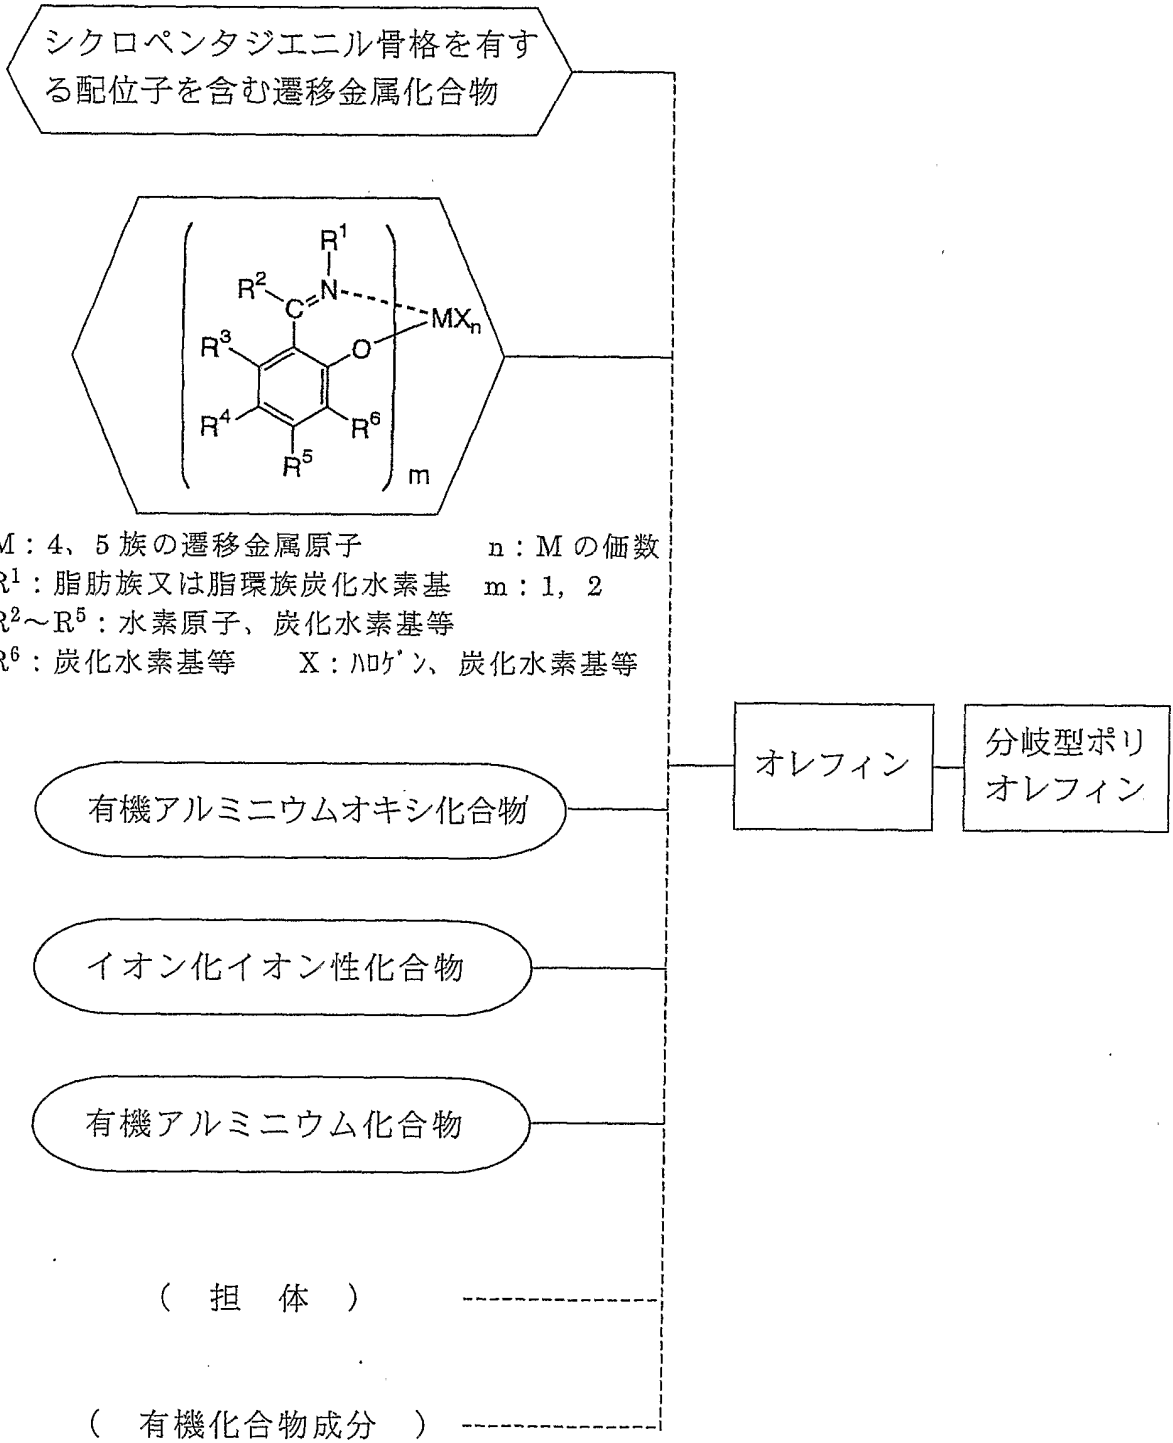 シクロペンタジエニル骨格を有す
る配位子を含む遷移金属化合物
R¹
R²
C
N
MXₙ
R³
O
R⁴
R⁶
R⁵
m
M：4、5族の遷移金属原子 n：Mの価数
R¹：脂肪族又は脂環族炭化水素基 m：1，2
R²～R⁵：水素原子、炭化水素基等
R⁶：炭化水素基等 X：ﾊﾛｹﾞﾝ、炭化水素基等
オレフィン
分岐型ポリ
オレフィン
有機アルミニウムオキシ化合物
イオン化イオン性化合物
有機アルミニウム化合物
（ 担 体 ）
（ 有機化合物成分 ）